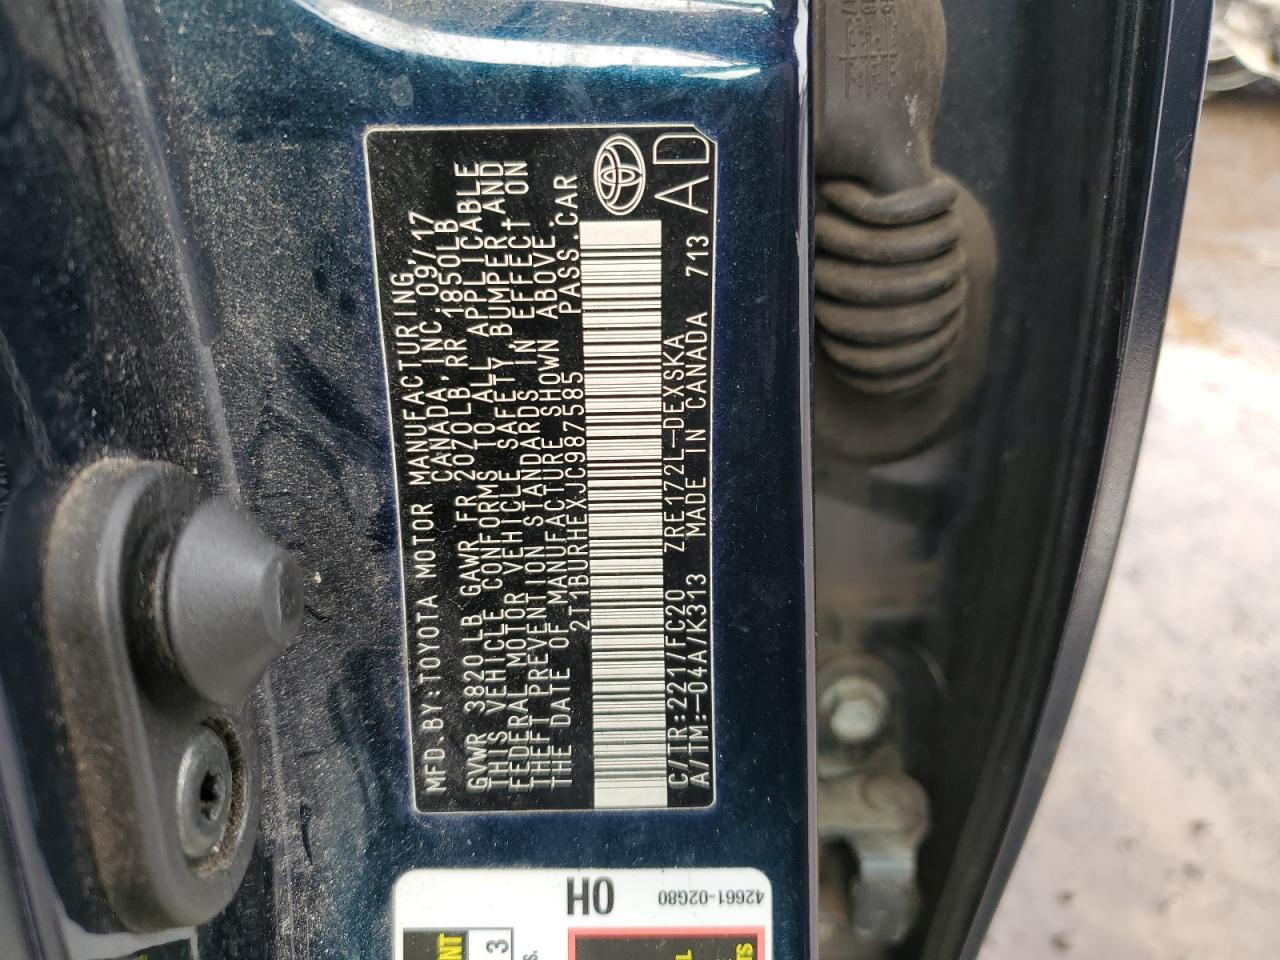 MFD.BY:TOYOTA MOTOR MANUFACTURING,
CANADA,INC.09/17
GVWR 3820LB GAWR FR 2070LB,RR 1850LB
THIS VEHICLE CONFORMS TO ALL APPLICABLE
FEDERAL MOTOR VEHICLE SAFETY,BUMPER,AND
THEFT PREVENTION STANDARDS IN EFFECT ON
THE DATE OF MANUFACTURE SHOWN ABOVE.
2T1BURHEXJC987585 PASS.CAR
C/TR:221/FC20 ZRE172L-DEXSKA
A/TM:-04A/K313 MADE IN CANADA 713
AD
OH
42661-02G80
3